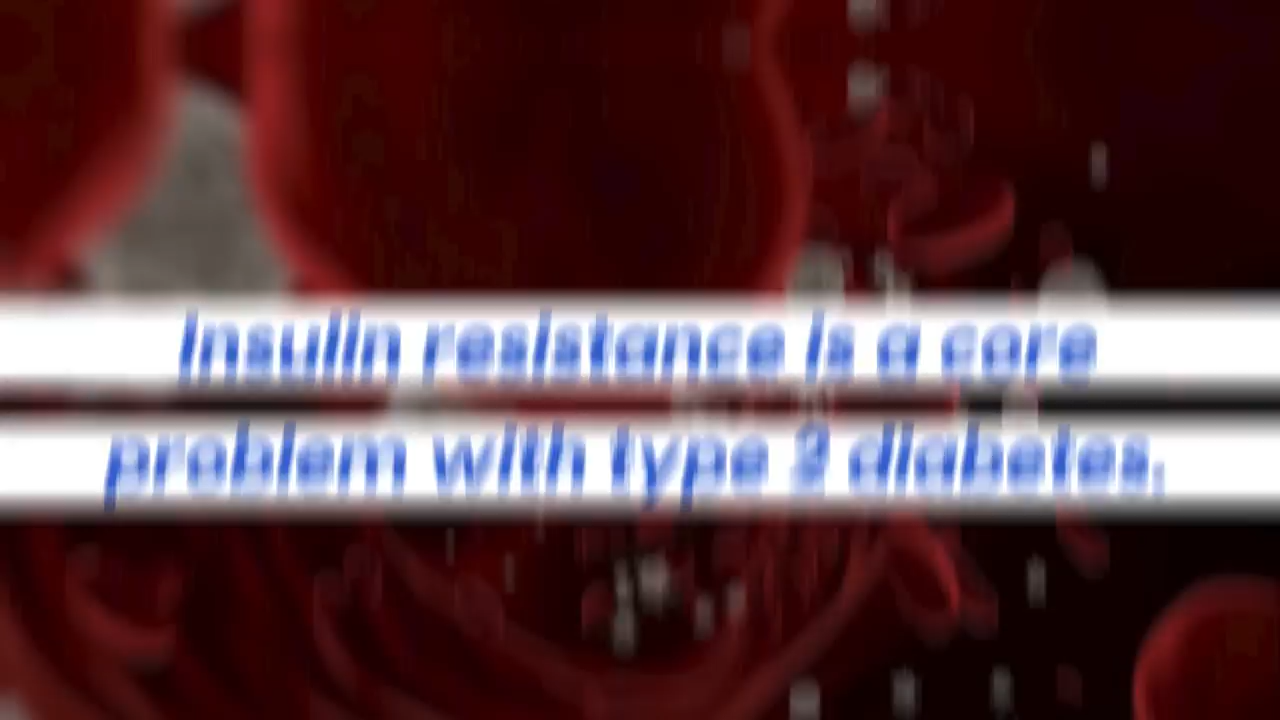 Insulin resistance is a core
problem with type 2 diabetes.